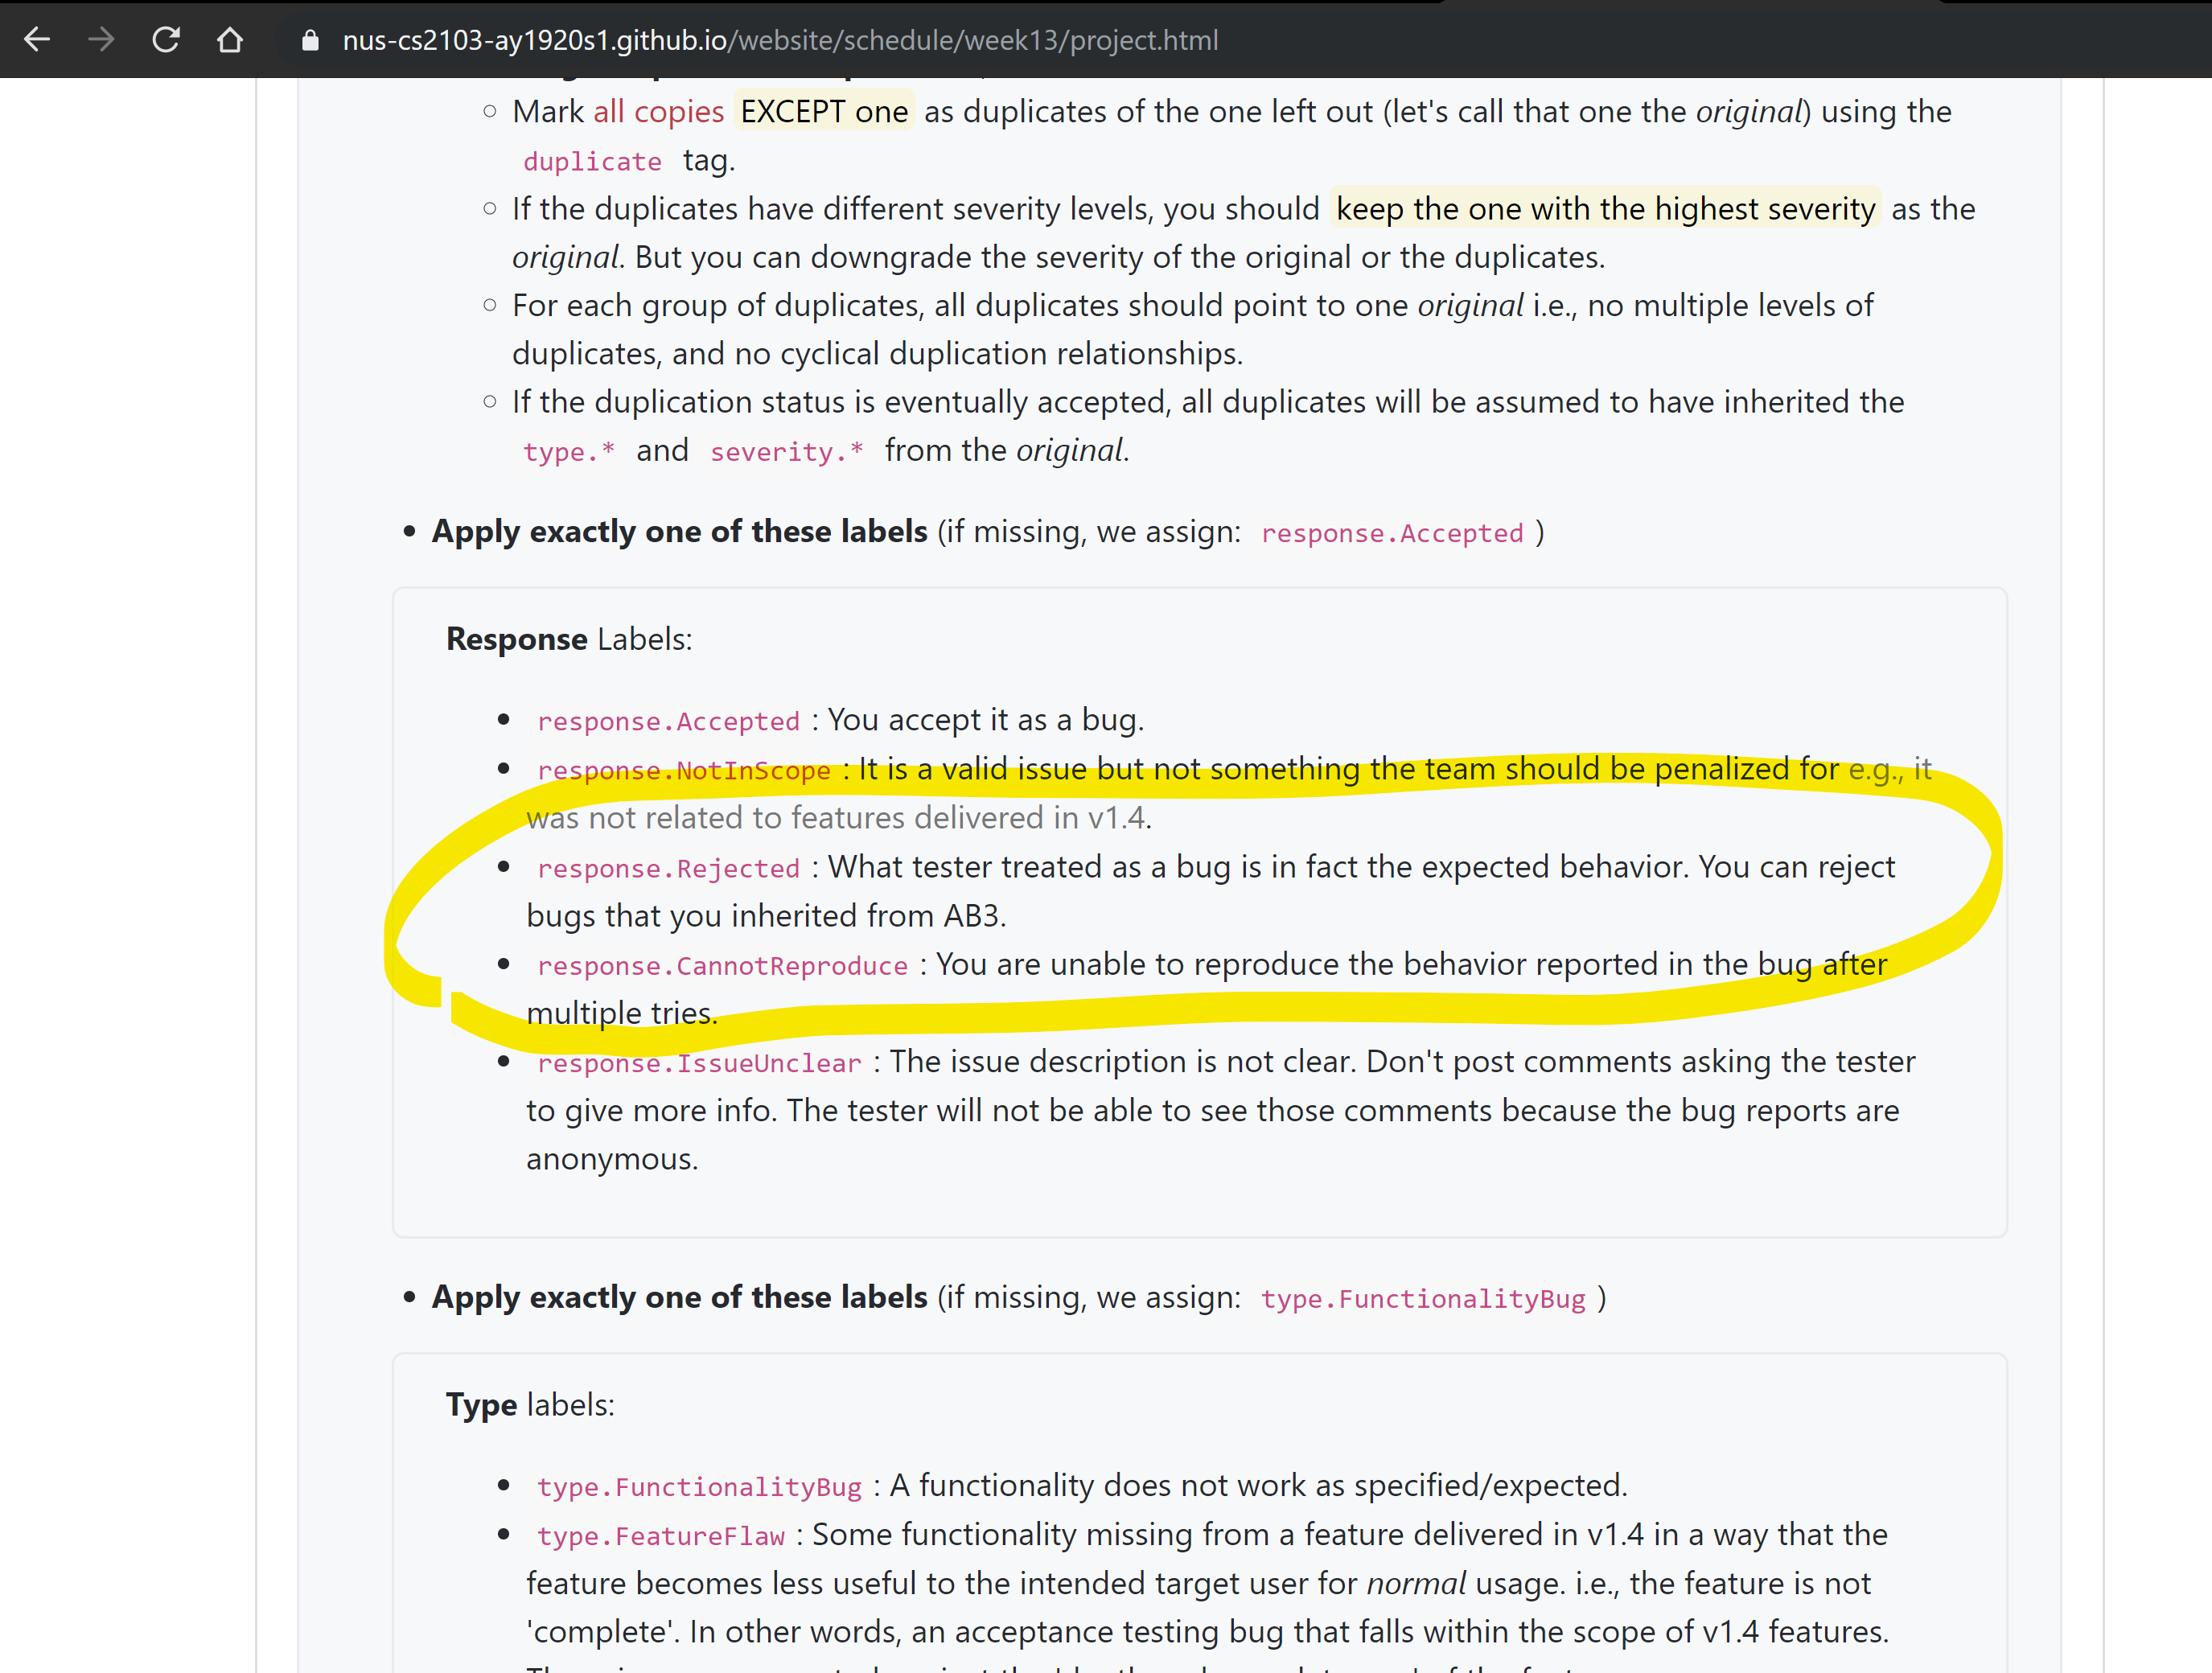 nus-cs2103-ay1920s1.github.io/website/schedule/week13/project.html
○ Mark all copies EXCEPT one as duplicates of the one left out (let's call that one the original) using the
duplicate tag.
○ If the duplicates have different severity levels, you should keep the one with the highest severity as the
original. But you can downgrade the severity of the original or the duplicates.
○ For each group of duplicates, all duplicates should point to one original i.e., no multiple levels of
duplicates, and no cyclical duplication relationships.
○ If the duplication status is eventually accepted, all duplicates will be assumed to have inherited the
type.* and severity.* from the original.
• Apply exactly one of these labels (if missing, we assign: response.Accepted )
Response Labels:
• response.Accepted : You accept it as a bug.
• response.NotInScope : It is a valid issue but not something the team should be penalized for e.g., it
was not related to features delivered in v1.4.
• response.Rejected : What tester treated as a bug is in fact the expected behavior. You can reject
bugs that you inherited from AB3.
• response.CannotReproduce : You are unable to reproduce the behavior reported in the bug after
multiple tries.
• response.IssueUnclear : The issue description is not clear. Don't post comments asking the tester
to give more info. The tester will not be able to see those comments because the bug reports are
anonymous.
• Apply exactly one of these labels (if missing, we assign: type.FunctionalityBug )
Type labels:
• type.FunctionalityBug : A functionality does not work as specified/expected.
• type.FeatureFlaw : Some functionality missing from a feature delivered in v1.4 in a way that the
feature becomes less useful to the intended target user for normal usage. i.e., the feature is not
'complete'. In other words, an acceptance testing bug that falls within the scope of v1.4 features.